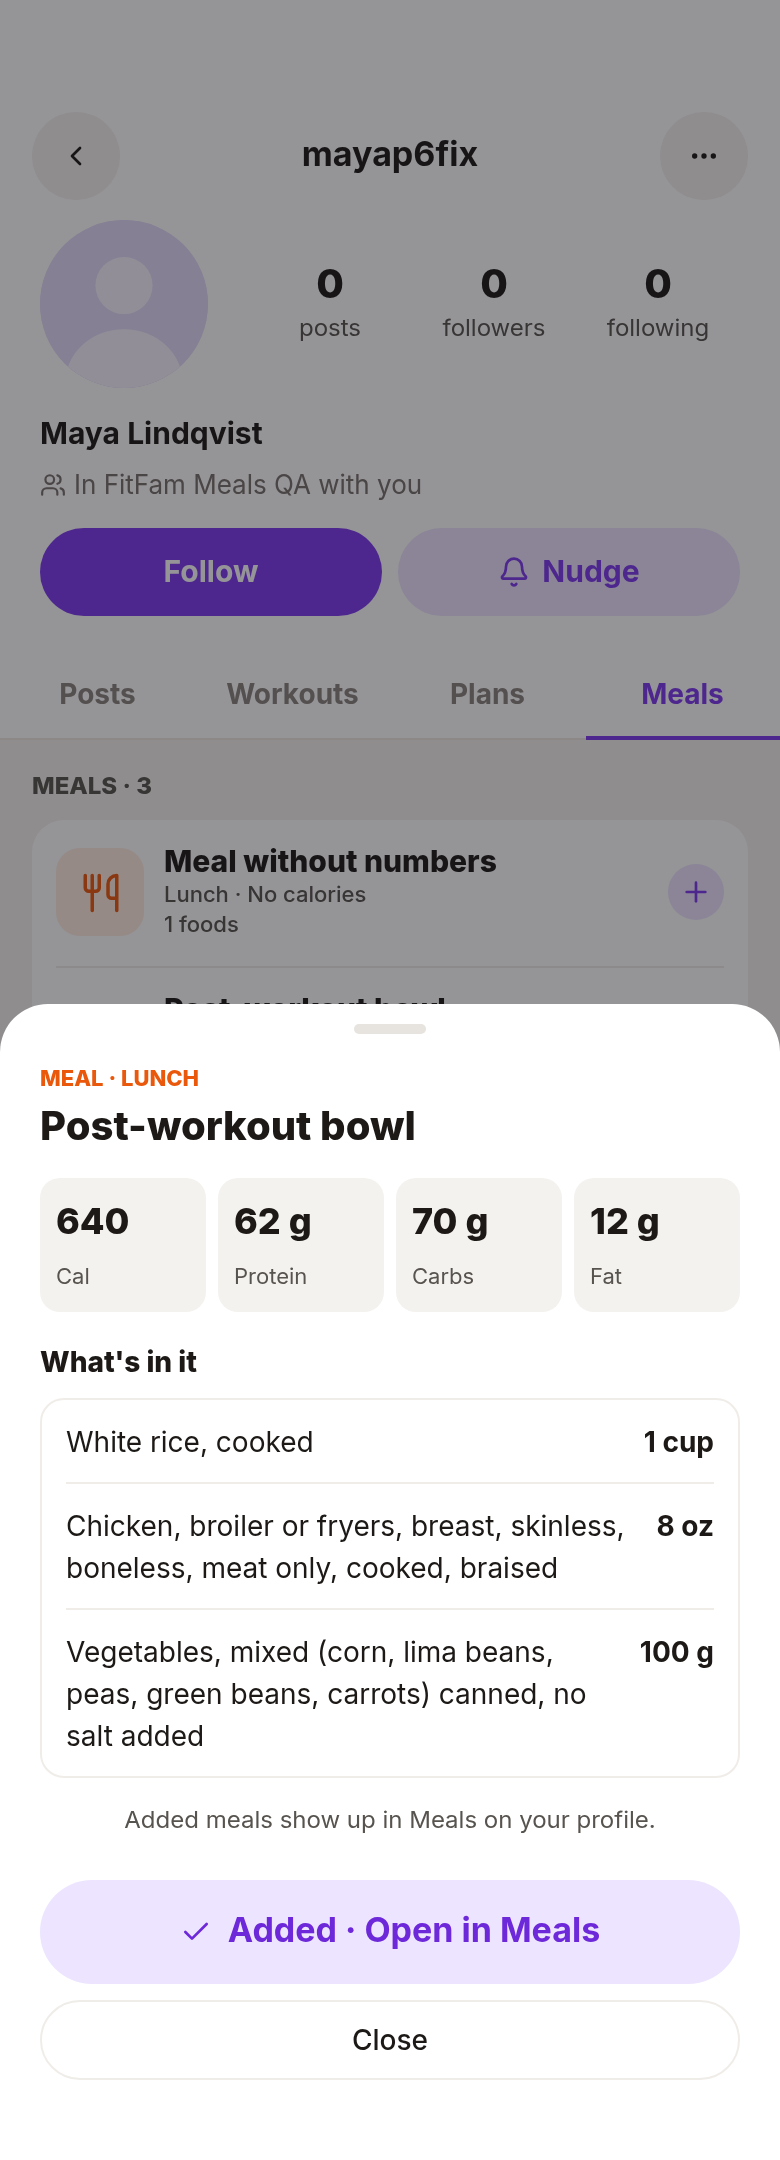 mayap6fix
0
posts
0
followers
0
following
Maya Lindqvist
In FitFam Meals QA with you
Follow
Nudge
Posts
Workouts
Plans
Meals
MEALS · 3
Meal without numbers
Lunch · No calories
1 foods
Post-workout bowl
MEAL · LUNCH
Post-workout bowl
640
Cal
62 g
Protein
70 g
Carbs
12 g
Fat
What's in it
White rice, cooked
1 cup
Chicken, broiler or fryers, breast, skinless,
8 oz
boneless, meat only, cooked, braised
Vegetables, mixed (corn, lima beans,
100 g
peas, green beans, carrots) canned, no
salt added
Added meals show up in Meals on your profile.
Added · Open in Meals
Close